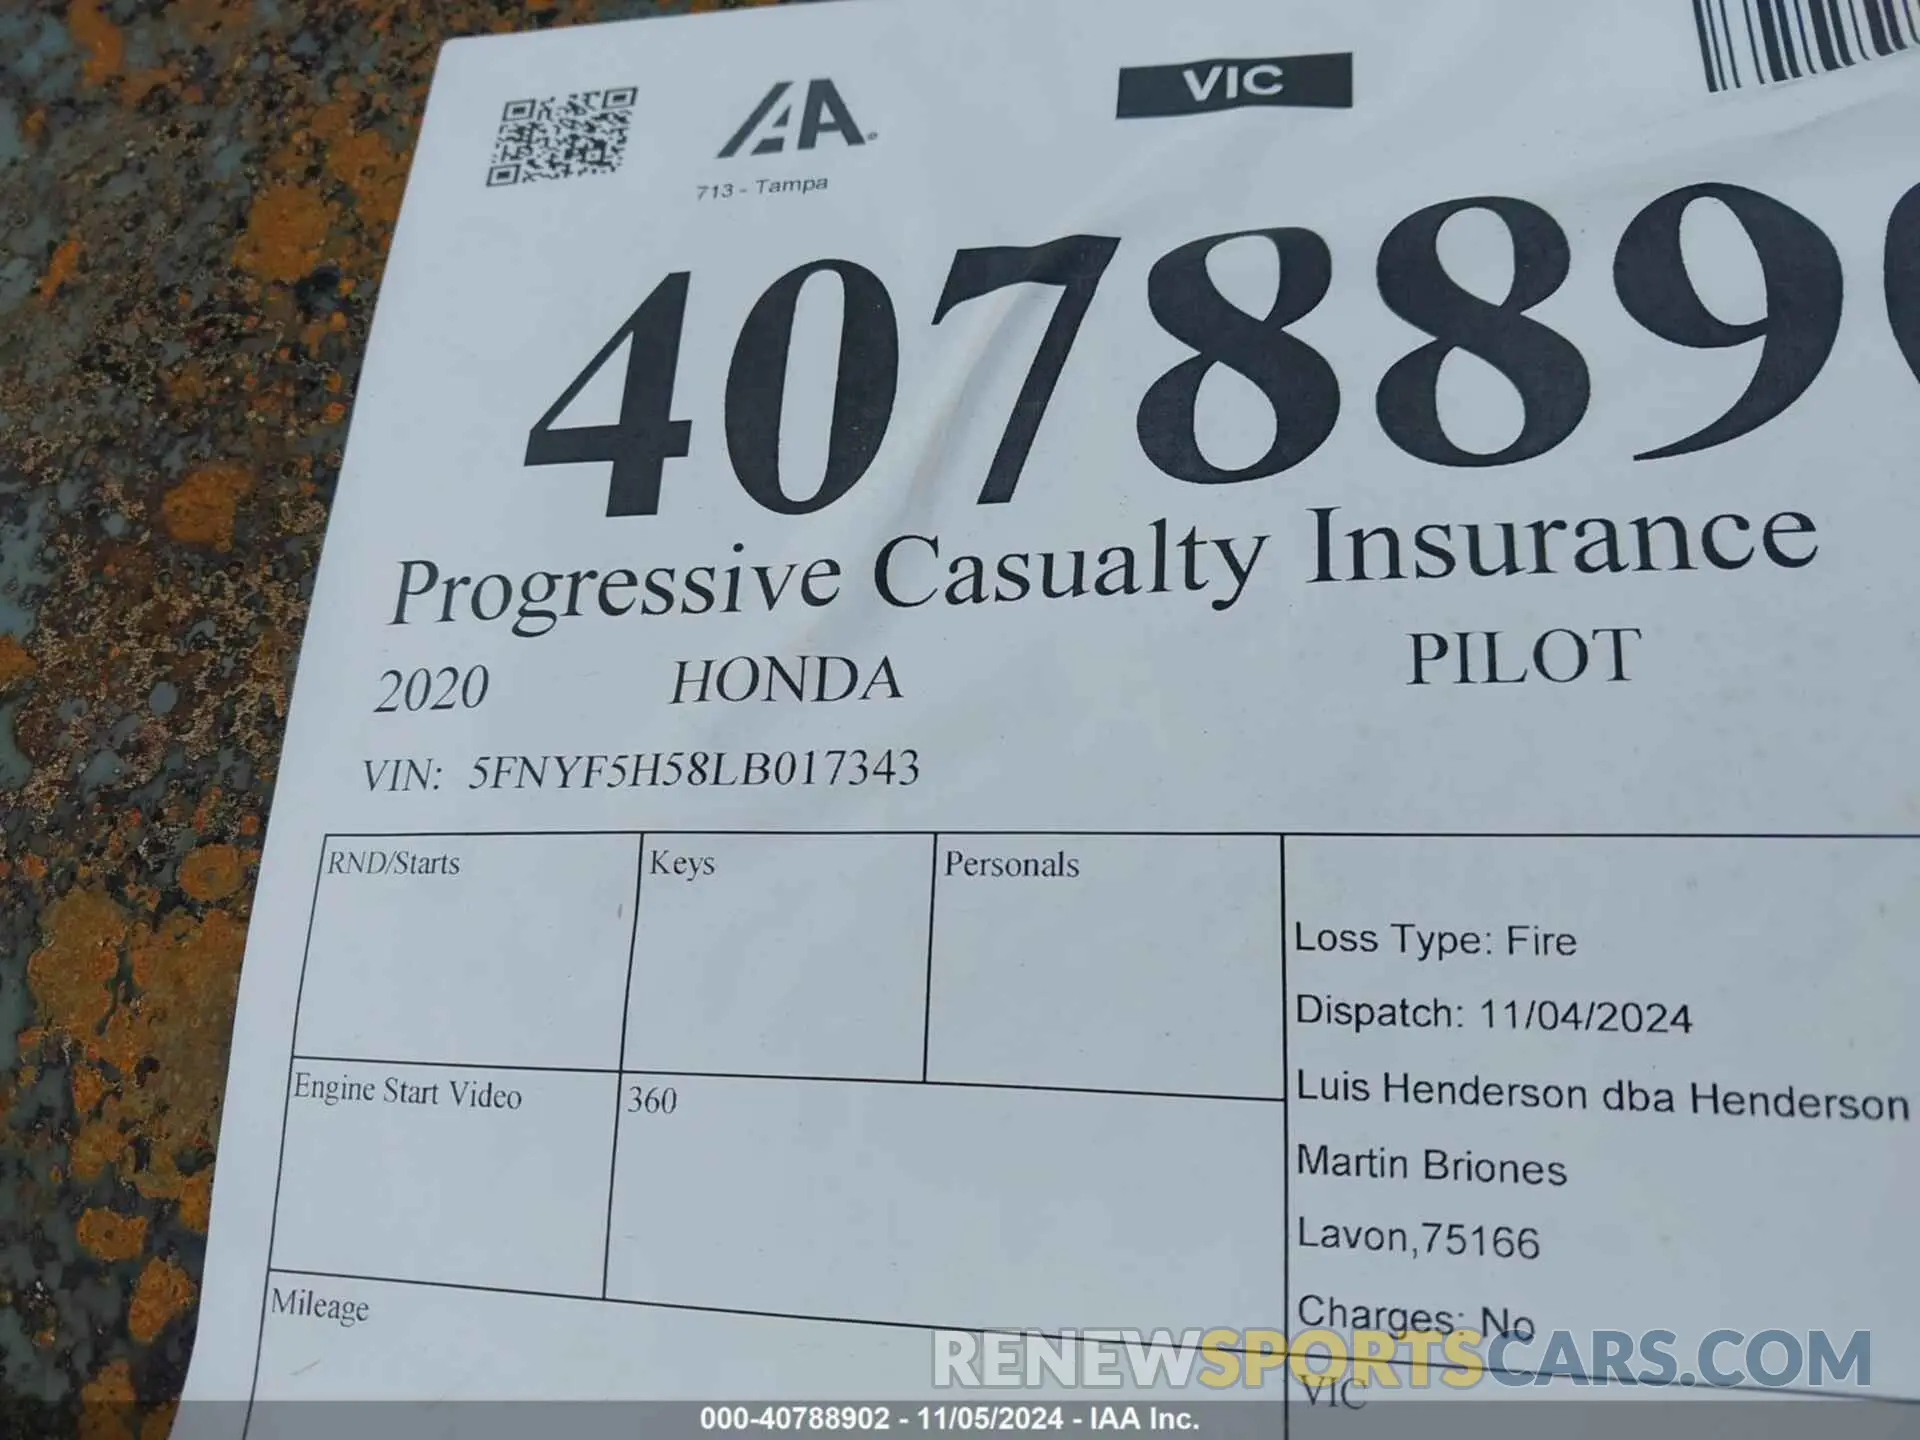 IAA
VIC
713 - Tampa
4078890
Progressive Casualty Insurance
2020 HONDA PILOT
VIN: 5FNYF5H58LB017343
RND/Starts Keys Personals
Loss Type: Fire
Dispatch: 11/04/2024
Luis Henderson dba Henderson
Martin Briones
Lavon,75166
Charges: No
Engine Start Video 360
Mileage
VIC
RENEWSPORTSCARS.COM
000-40788902 - 11/05/2024 - IAA Inc.